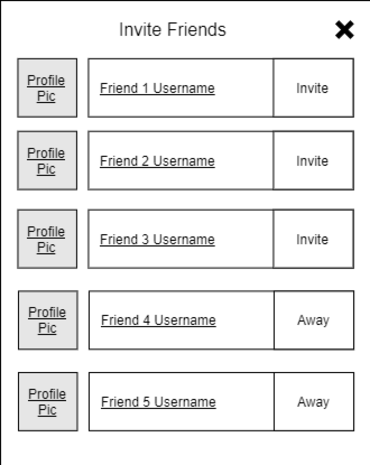 Invite Friends
Profile
Pic
Friend 1 Username
Invite
Profile
Pic
Friend 2 Username
Invite
Profile
Pic
Friend 3 Username
Invite
Profile
Pic
Friend 4 Username
Away
Profile
Pic
Friend 5 Username
Away